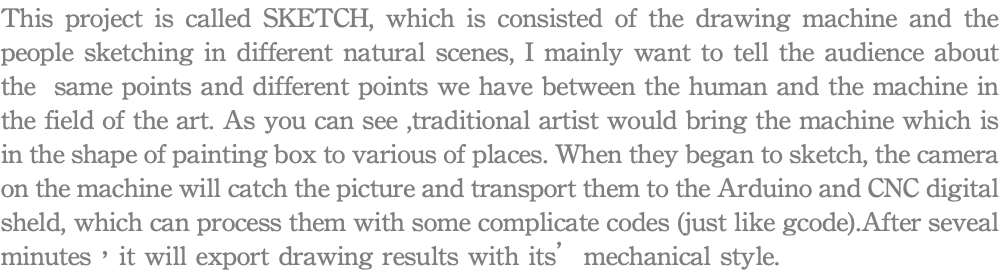 This project is called SKETCH, which is consisted of the drawing machine and the
people sketching in different natural scenes, I mainly want to tell the audience about
the  same points and different points we have between the human and the machine in
the field of the art. As you can see ,traditional artist would bring the machine which is
in the shape of painting box to various of places. When they began to sketch, the camera
on the machine will catch the picture and transport them to the Arduino and CNC digital
sheld, which can process them with some complicate codes (just like gcode).After seveal
minutes，it will export drawing results with its’ mechanical style.